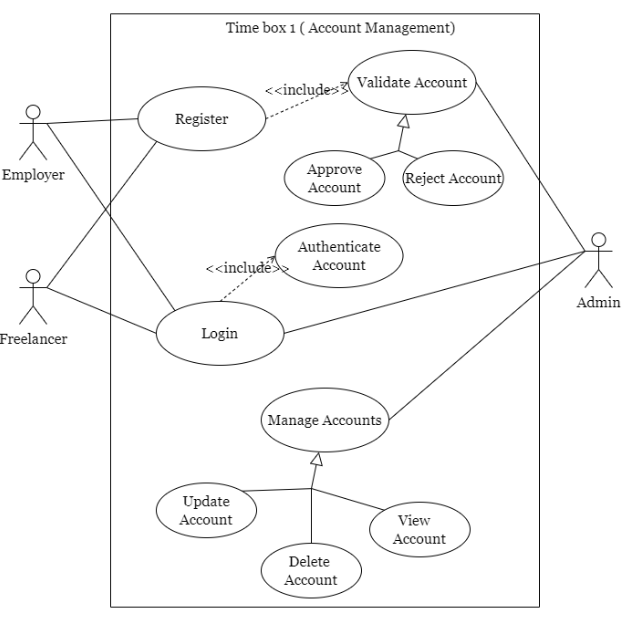 Time box 1 ( Account Management)
<<include>>
Validate Account
Register
Employer
Approve
Account
Reject Account
Authenticate
Account
<<include>>
Admin
Freelancer
Login
Manage Accounts
Update
Account
View
Account
Delete
Account